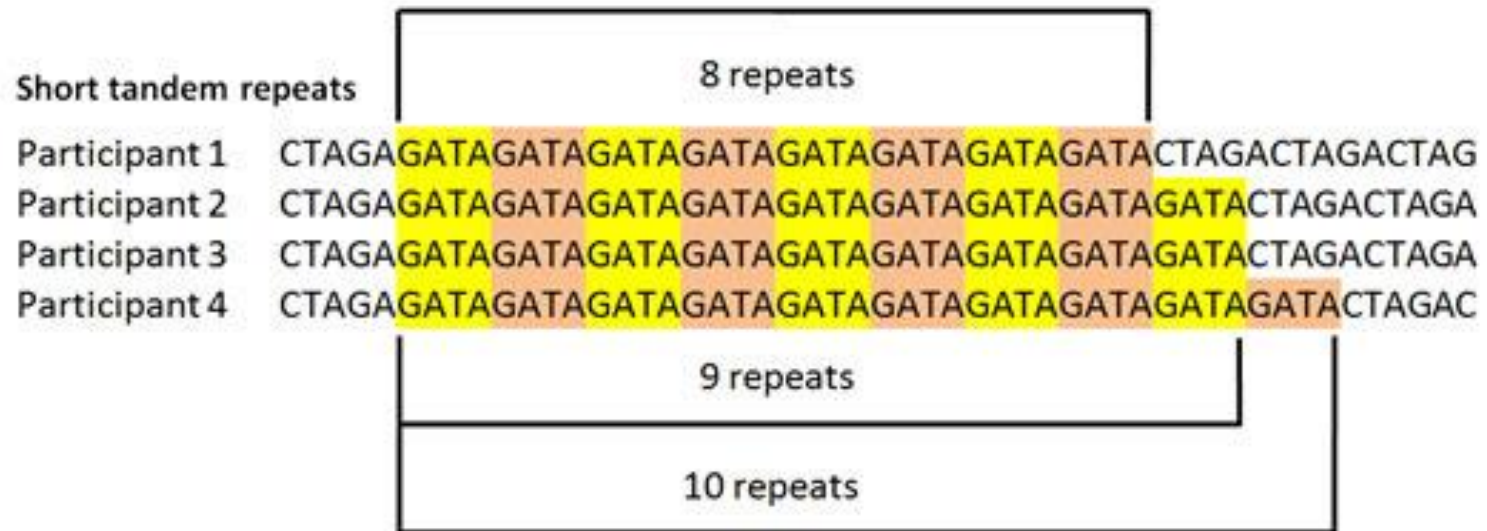 8 repeats
Short tandem repeats
Participant 1 CTAGAGATAGATAGATAGATAGATAGATAGATAGATACTAGACTAGACTAG
Participant 2 CTAGAGATAGATAGATAGATAGATAGATAGATAGATAGATACTAGACTAGA
Participant 3 CTAGAGATAGATAGATAGATAGATAGATAGATAGATAGATACTAGACTAGA
Participant 4 CTAGAGATAGATAGATAGATAGATAGATAGATAGATAGATAGATACTAGAC
9 repeats
10 repeats